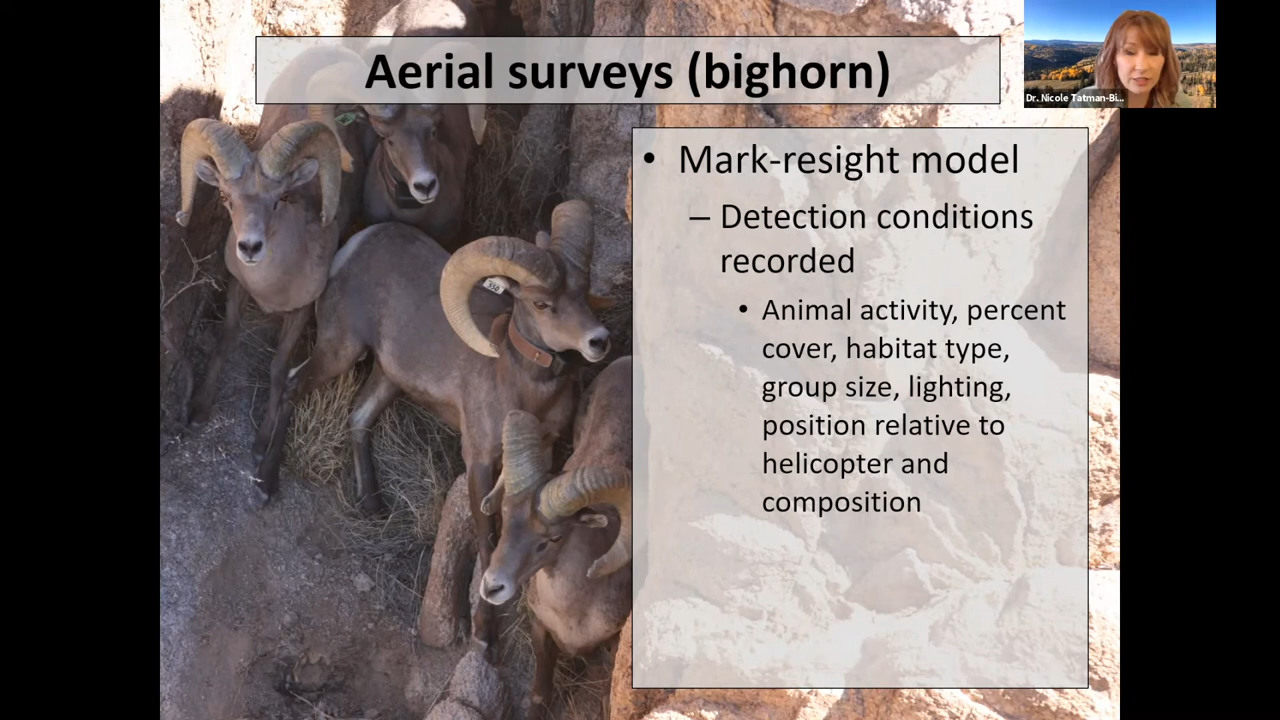 Aerial surveys (bighorn)
Dr. Nicole Tatman-Bi...
• Mark-resight model
– Detection conditions
recorded
• Animal activity, percent
cover, habitat type,
group size, lighting,
position relative to
helicopter and
composition
550